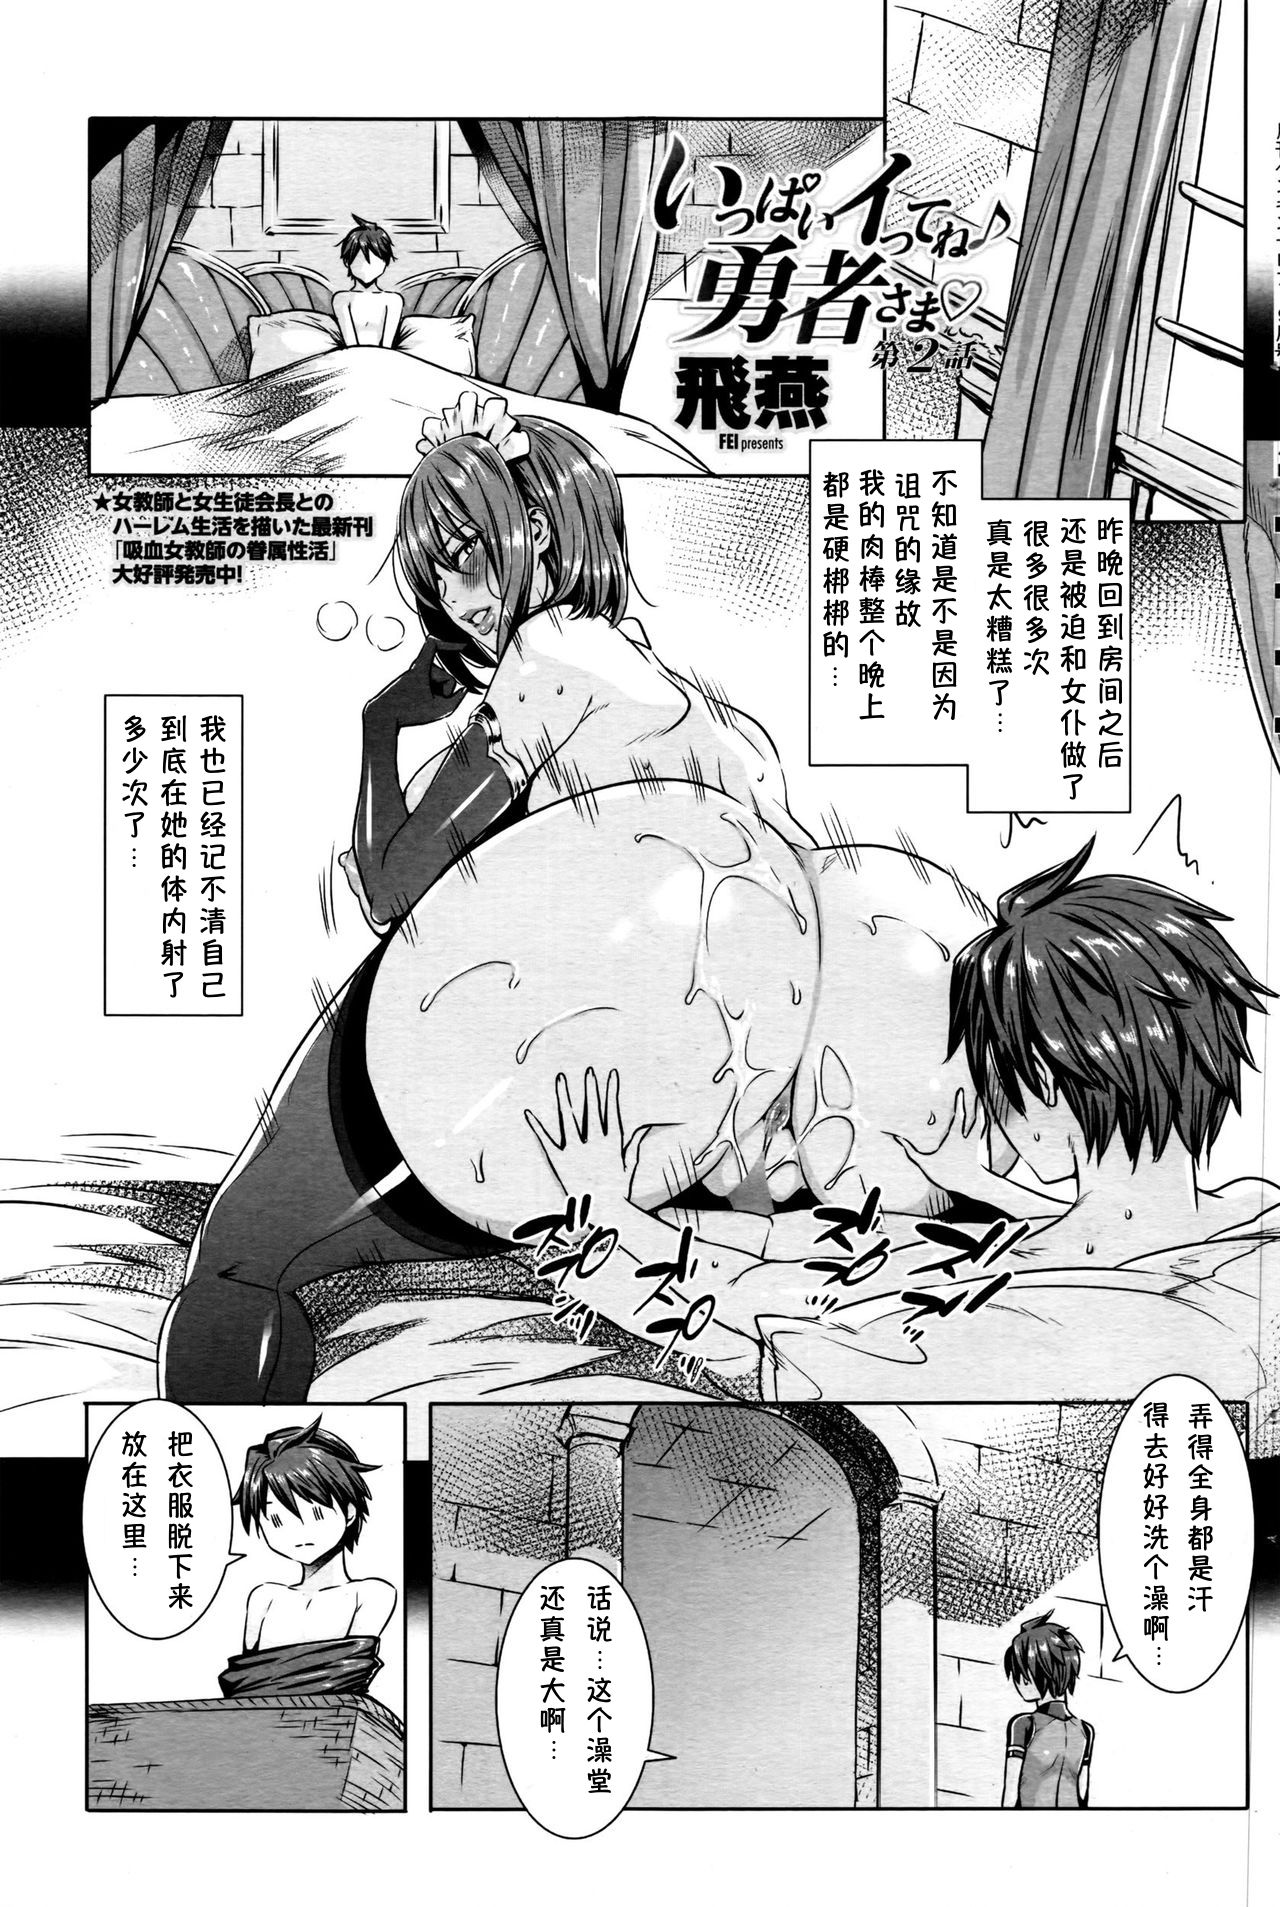 いっぱいイってね♪
勇者さま♡
第2話
飛燕
FEI presents
昨晚回到房间之后
还是被迫和女仆做了
很多很多次
真是太糟糕了…
不知道是不是因为
诅咒的缘故
我的肉棒整个晚上
都是硬梆梆的…
★女教師と女生徒会長との
ハーレム生活を描いた最新刊
「吸血女教師の眷属性活」
大好評発売中!
我也已经记不清自己
到底在她的体内射了
多少次了…
弄得全身都是汗
得去好好洗个澡啊…
话说…这个澡堂
还真是大啊…
把衣服脱下来
放在这里…